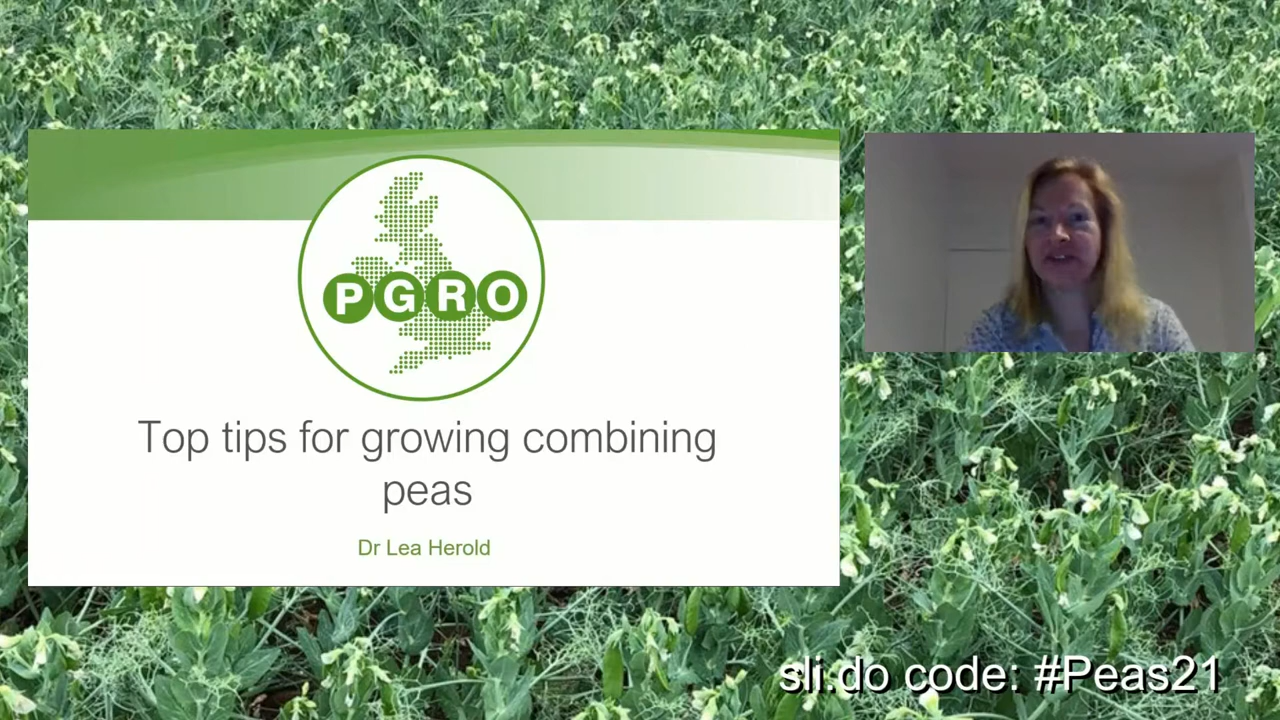 PGRO
Top tips for growing combining
peas
Dr Lea Herold
sli.do code: #Peas21